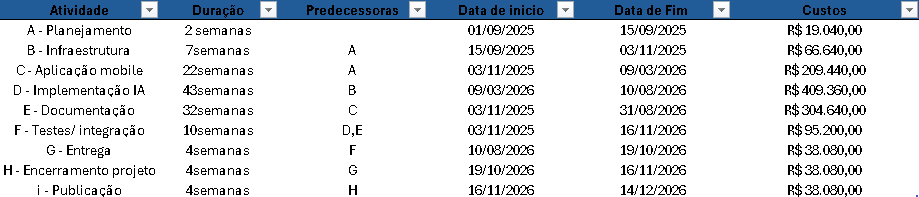 Atividade Duração Predecessoras Data de inicio Data de Fim Custos
A - Planejamento 2 semanas 01/09/2025 15/09/2025 R$ 19.040,00
B - Infraestrutura 7semanas A 15/09/2025 03/11/2025 R$ 66.640,00
C - Aplicação mobile 22semanas A 03/11/2025 09/03/2026 R$ 209.440,00
D - Implementação IA 43semanas B 09/03/2026 10/08/2026 R$ 409.360,00
E - Documentação 32semanas C 03/11/2025 31/08/2026 R$ 304.640,00
F - Testes/ integração 10semanas D,E 03/11/2025 16/11/2026 R$ 95.200,00
G - Entrega 4semanas F 10/08/2026 19/10/2026 R$ 38.080,00
H - Encerramento projeto 4semanas G 19/10/2026 16/11/2026 R$ 38.080,00
i - Publicação 4semanas H 16/11/2026 14/12/2026 R$ 38.080,00